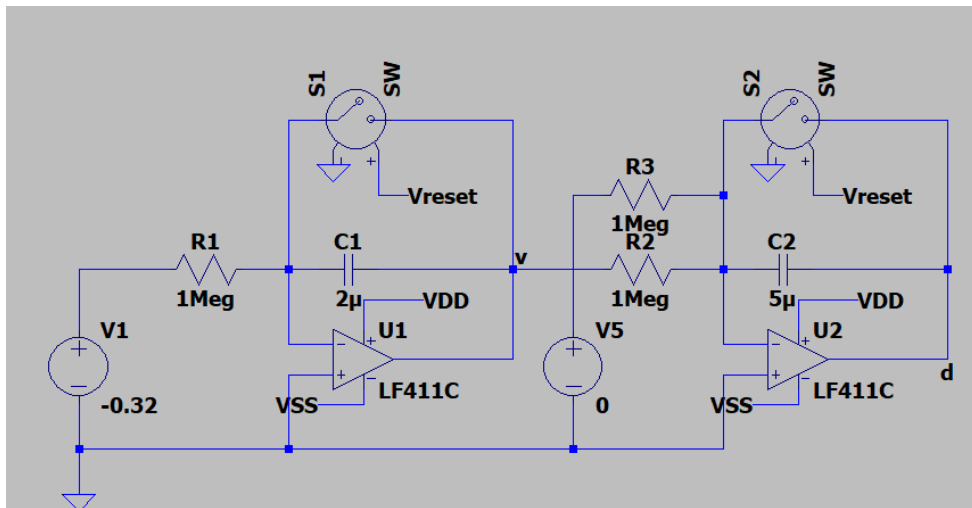 S1
SW
S2
SW
Vreset
R3
Vreset
1Meg
R1
C1
v
R2
C2
1Meg
2µ
1Meg
5µ
VDD
VDD
V1
U1
V5
U2
-0.32
VSS
LF411C
0
VSS
LF411C
d